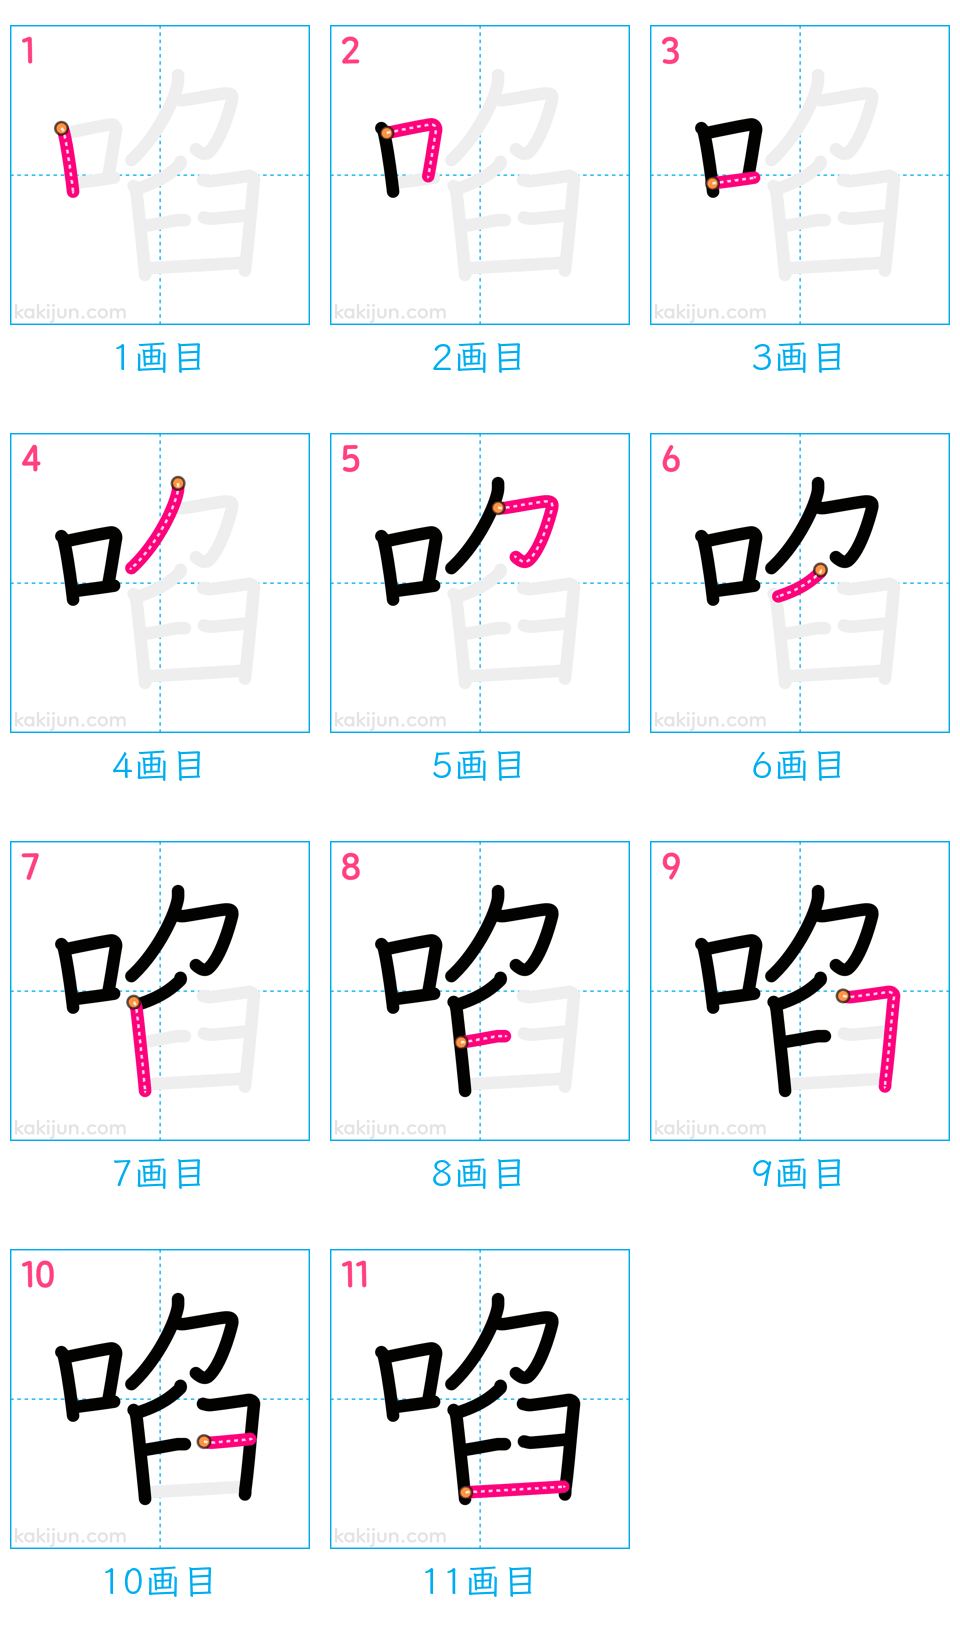 1 2 3
kakijun.com kakijun.com kakijun.com
1画目 2画目 3画目
4 5 6
kakijun.com kakijun.com kakijun.com
4画目 5画目 6画目
7 8 9
kakijun.com kakijun.com kakijun.com
7画目 8画目 9画目
10 11
啗 啗
kakijun.com kakijun.com
10画目 11画目